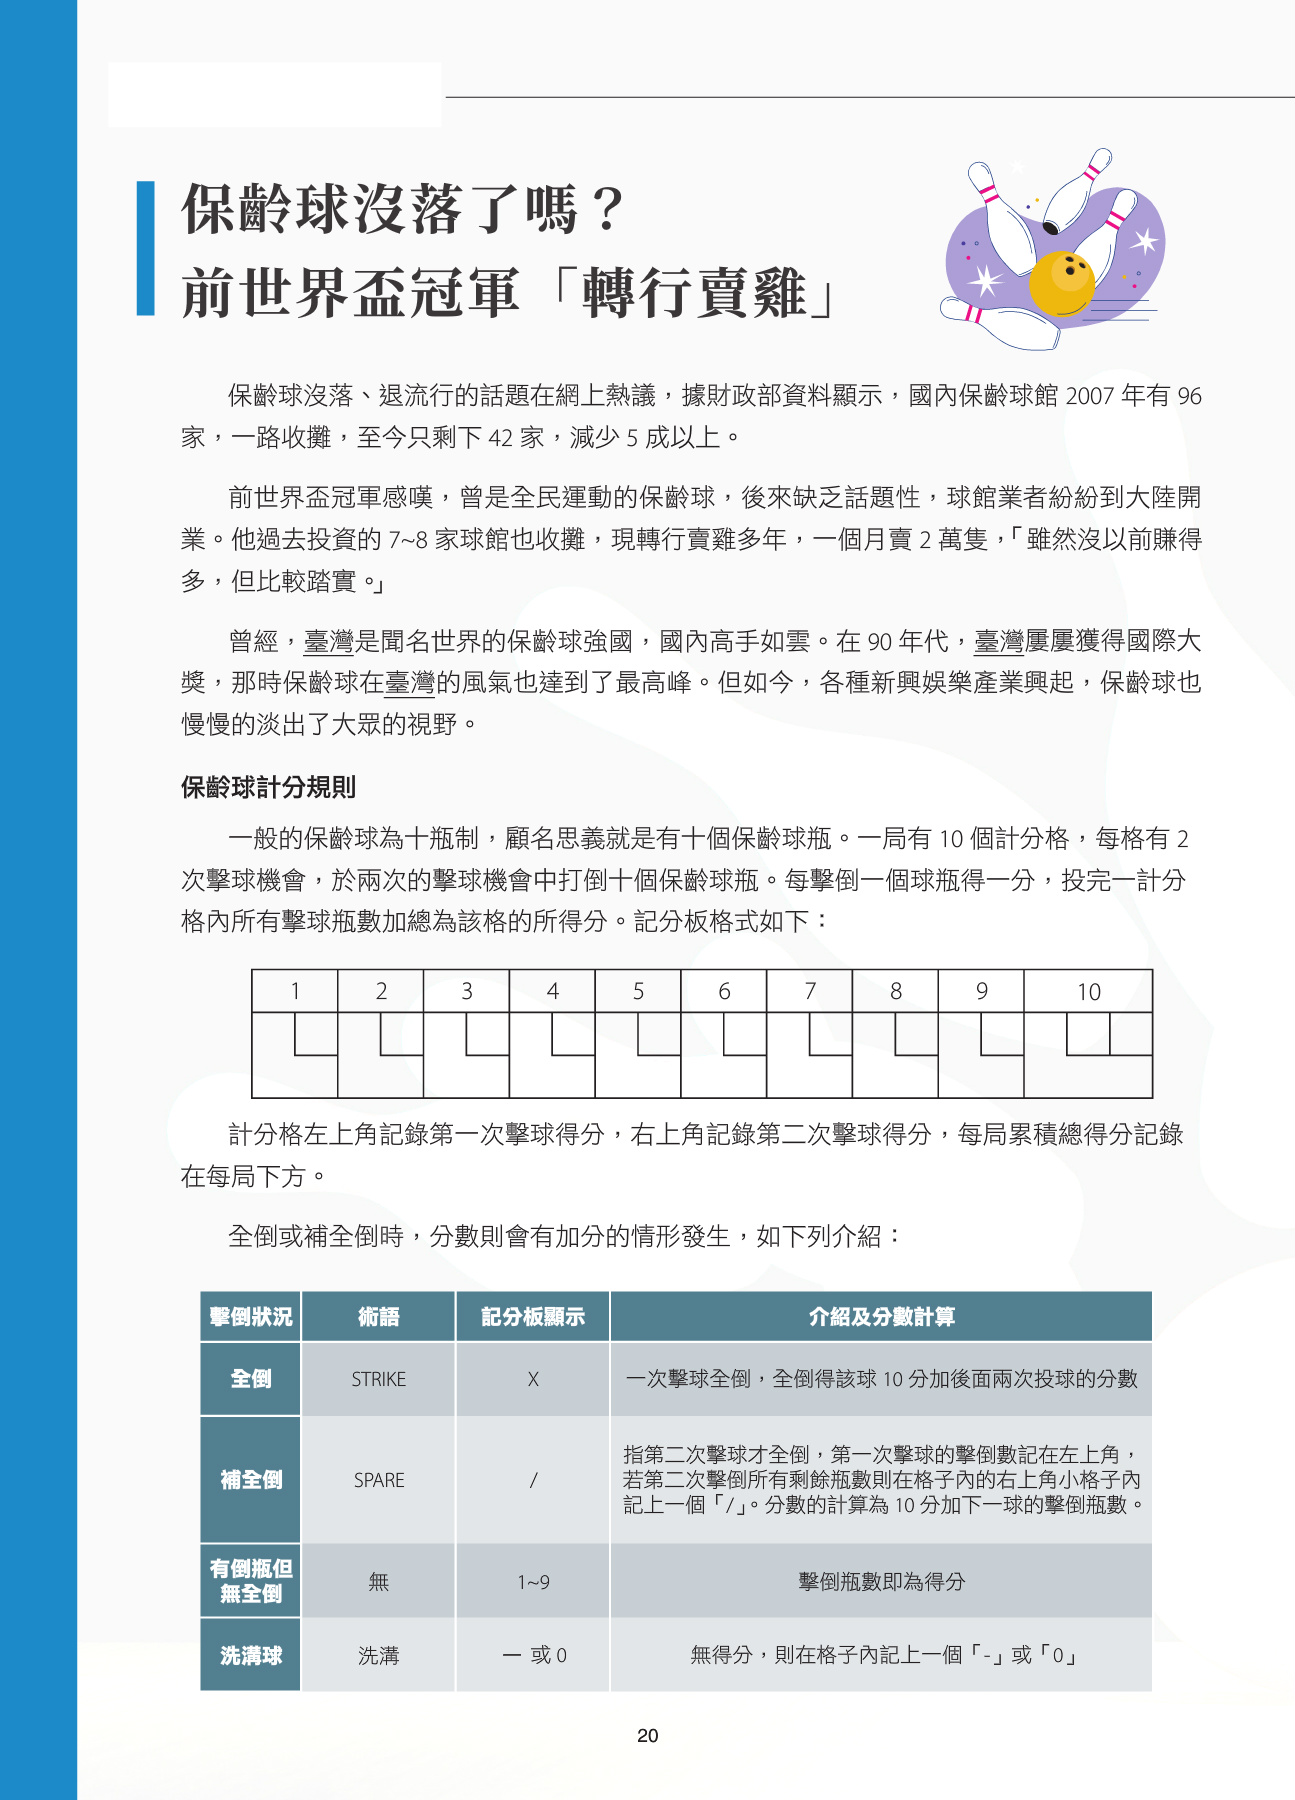 保齡球沒落了嗎？
前世界盃冠軍「轉行賣雞」
保齡球沒落、退流行的話題在網上熱議，據財政部資料顯示，國內保齡球館 2007 年有 96
家，一路收攤，至今只剩下 42 家，減少 5 成以上。
前世界盃冠軍感嘆，曾是全民運動的保齡球，後來缺乏話題性，球館業者紛紛到大陸開
業。他過去投資的 7~8 家球館也收攤，現轉行賣雞多年，一個月賣 2 萬隻，「雖然沒以前賺得
多，但比較踏實。」
曾經，臺灣是聞名世界的保齡球強國，國內高手如雲。在 90 年代，臺灣屢屢獲得國際大
獎，那時保齡球在臺灣的風氣也達到了最高峰。但如今，各種新興娛樂產業興起，保齡球也
慢慢的淡出了大眾的視野。
保齡球計分規則
一般的保齡球為十瓶制，顧名思義就是有十個保齡球瓶。一局有 10 個計分格，每格有 2
次擊球機會，於兩次的擊球機會中打倒十個保齡球瓶。每擊倒一個球瓶得一分，投完一計分
格內所有擊球瓶數加總為該格的所得分。記分板格式如下：
1 2 3 4 5 6 7 8 9 10
計分格左上角記錄第一次擊球得分，右上角記錄第二次擊球得分，每局累積總得分記錄
在每局下方。
全倒或補全倒時，分數則會有加分的情形發生，如下列介紹：
擊倒狀況 術語 記分板顯示 介紹及分數計算
全倒 STRIKE X 一次擊球全倒，全倒得該球 10 分加後面兩次投球的分數
指第二次擊球才全倒，第一次擊球的擊倒數記在左上角，
補全倒 SPARE / 若第二次擊倒所有剩餘瓶數則在格子內的右上角小格子內
記上一個「/」。分數的計算為 10 分加下一球的擊倒瓶數。
有倒瓶但
無全倒 無 1~9 擊倒瓶數即為得分
洗溝球 洗溝 — 或 0 無得分，則在格子內記上一個「-」或「0」
20